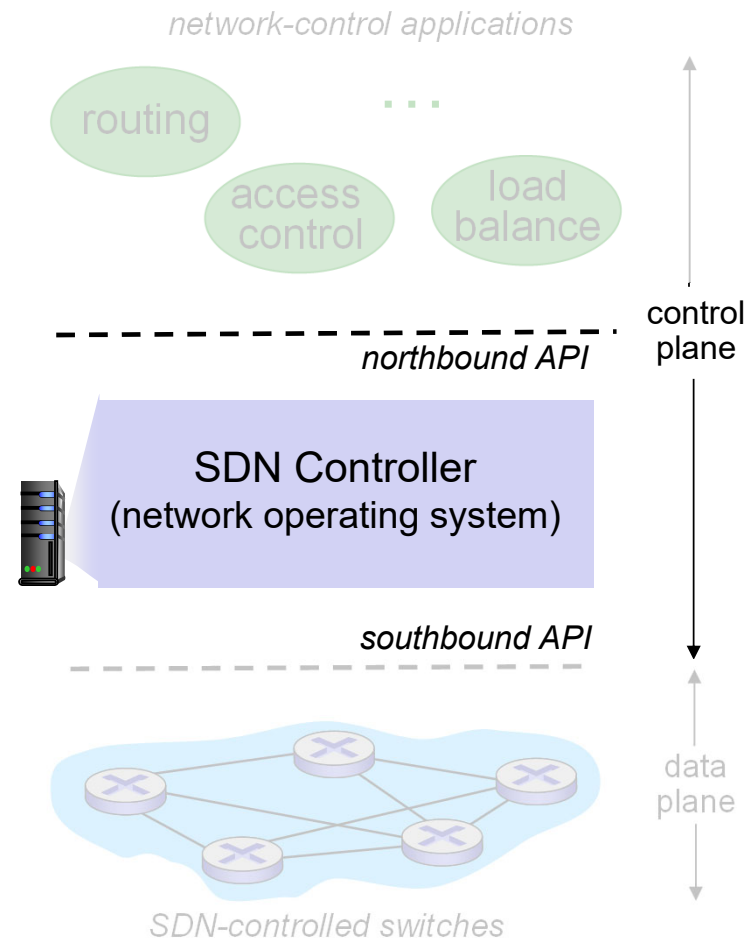 network-control applications
routing
...
access
control
load
balance
control
plane
northbound API
SDN Controller
(network operating system)
southbound API
data
plane
SDN-controlled switches